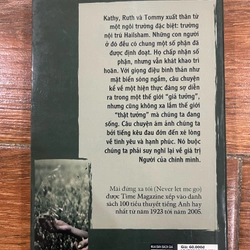 Kathy, Ruth và Tommy xuất thân từ
một ngôi trường đặc biệt: trường
nội trú Hailsham. Những con người
ở đó đều có chung một số phận đã
được định đoạt. Họ chấp nhận số
phận, nhưng vẫn khát khao trì
hoãn. Với giọng điệu bình thản như
mặt biển sóng ngầm, câu chuyện
kể về một hiện thực đáng sợ diễn
ra trong một thế giới “giả tưởng”,
nhưng cũng không xa lắm thế giới
“thật tưởng” mà chúng ta đang
sống. Câu chuyện ám ảnh chúng ta
bởi tiếng kêu đau đớn đến xé lòng
về tình yêu và hạnh phúc. Nó buộc
chúng ta phải suy nghĩ lại về giá trị
Người của chính mình.
Mãi đừng xa tôi (Never let me go)
được Time Magazine xếp vào danh
sách 100 tiểu thuyết tiếng Anh hay
nhất từ năm 1923 tới năm 2005.